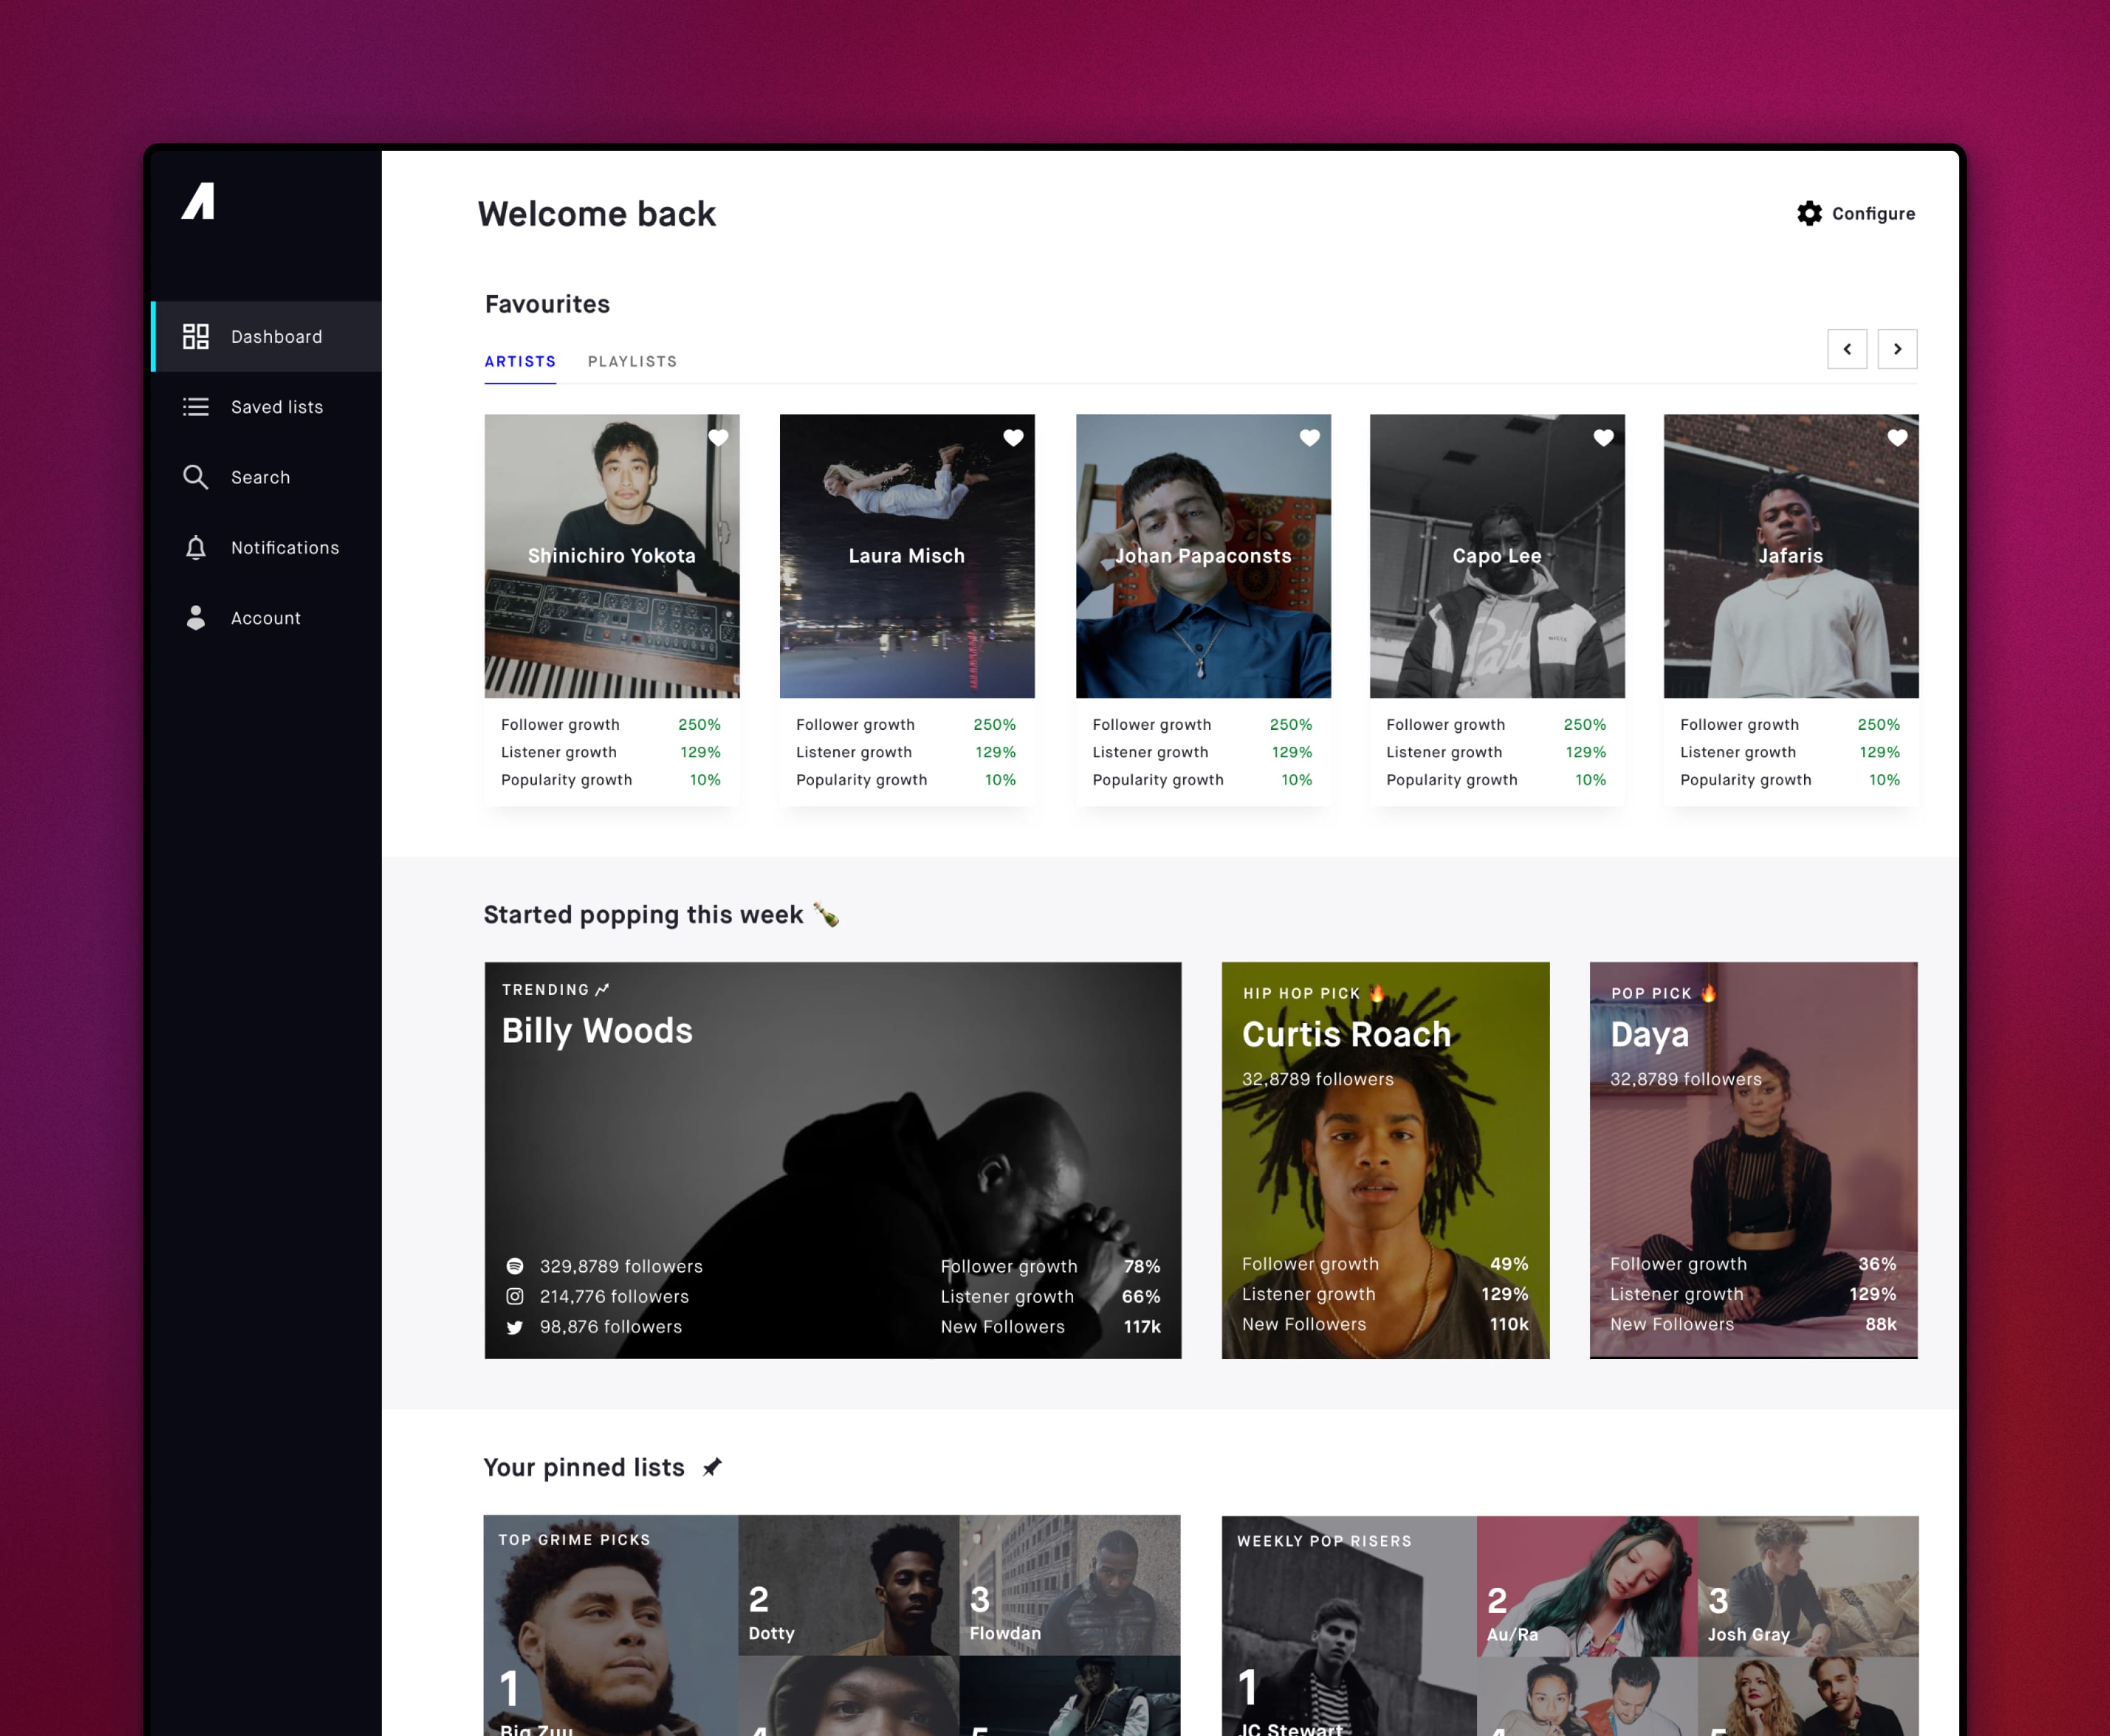 Welcome back
Configure
Dashboard
Saved lists
Search
Notifications
Account
Favourites
ARTISTS PLAYLISTS
Shinichiro Yokota
Follower growth 250%
Listener growth 129%
Popularity growth 10%
Laura Misch
Follower growth 250%
Listener growth 129%
Popularity growth 10%
Johan Papaconsts
Follower growth 250%
Listener growth 129%
Popularity growth 10%
Capo Lee
Follower growth 250%
Listener growth 129%
Popularity growth 10%
Jafaris
Follower growth 250%
Listener growth 129%
Popularity growth 10%
Started popping this week 🍾
TRENDING
Billy Woods
329,8789 followers
214,776 followers
98,876 followers
Follower growth 78%
Listener growth 66%
New Followers 117k
HIP HOP PICK 🔥
Curtis Roach
32,8789 followers
Follower growth 49%
Listener growth 129%
New Followers 110k
POP PICK 🔥
Daya
32,8789 followers
Follower growth 36%
Listener growth 129%
New Followers 88k
Your pinned lists
TOP GRIME PICKS
1
Big Zuu
2
Dotty
3
Flowdan
4
5
WEEKLY POP RISERS
1
JC Stewart
2
Au/Ra
3
Josh Gray
4
5